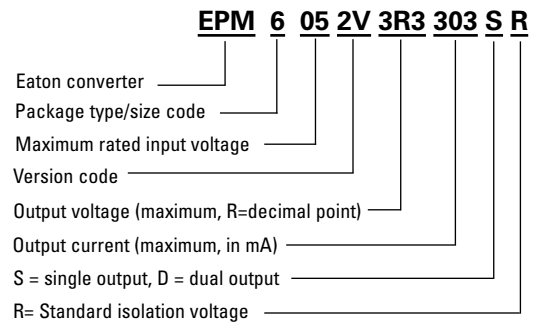 EPM 6 05 2V 3R3 303 S R
Eaton converter
Package type/size code
Maximum rated input voltage
Version code
Output voltage (maximum, R=decimal point)
Output current (maximum, in mA)
S = single output, D = dual output
R= Standard isolation voltage